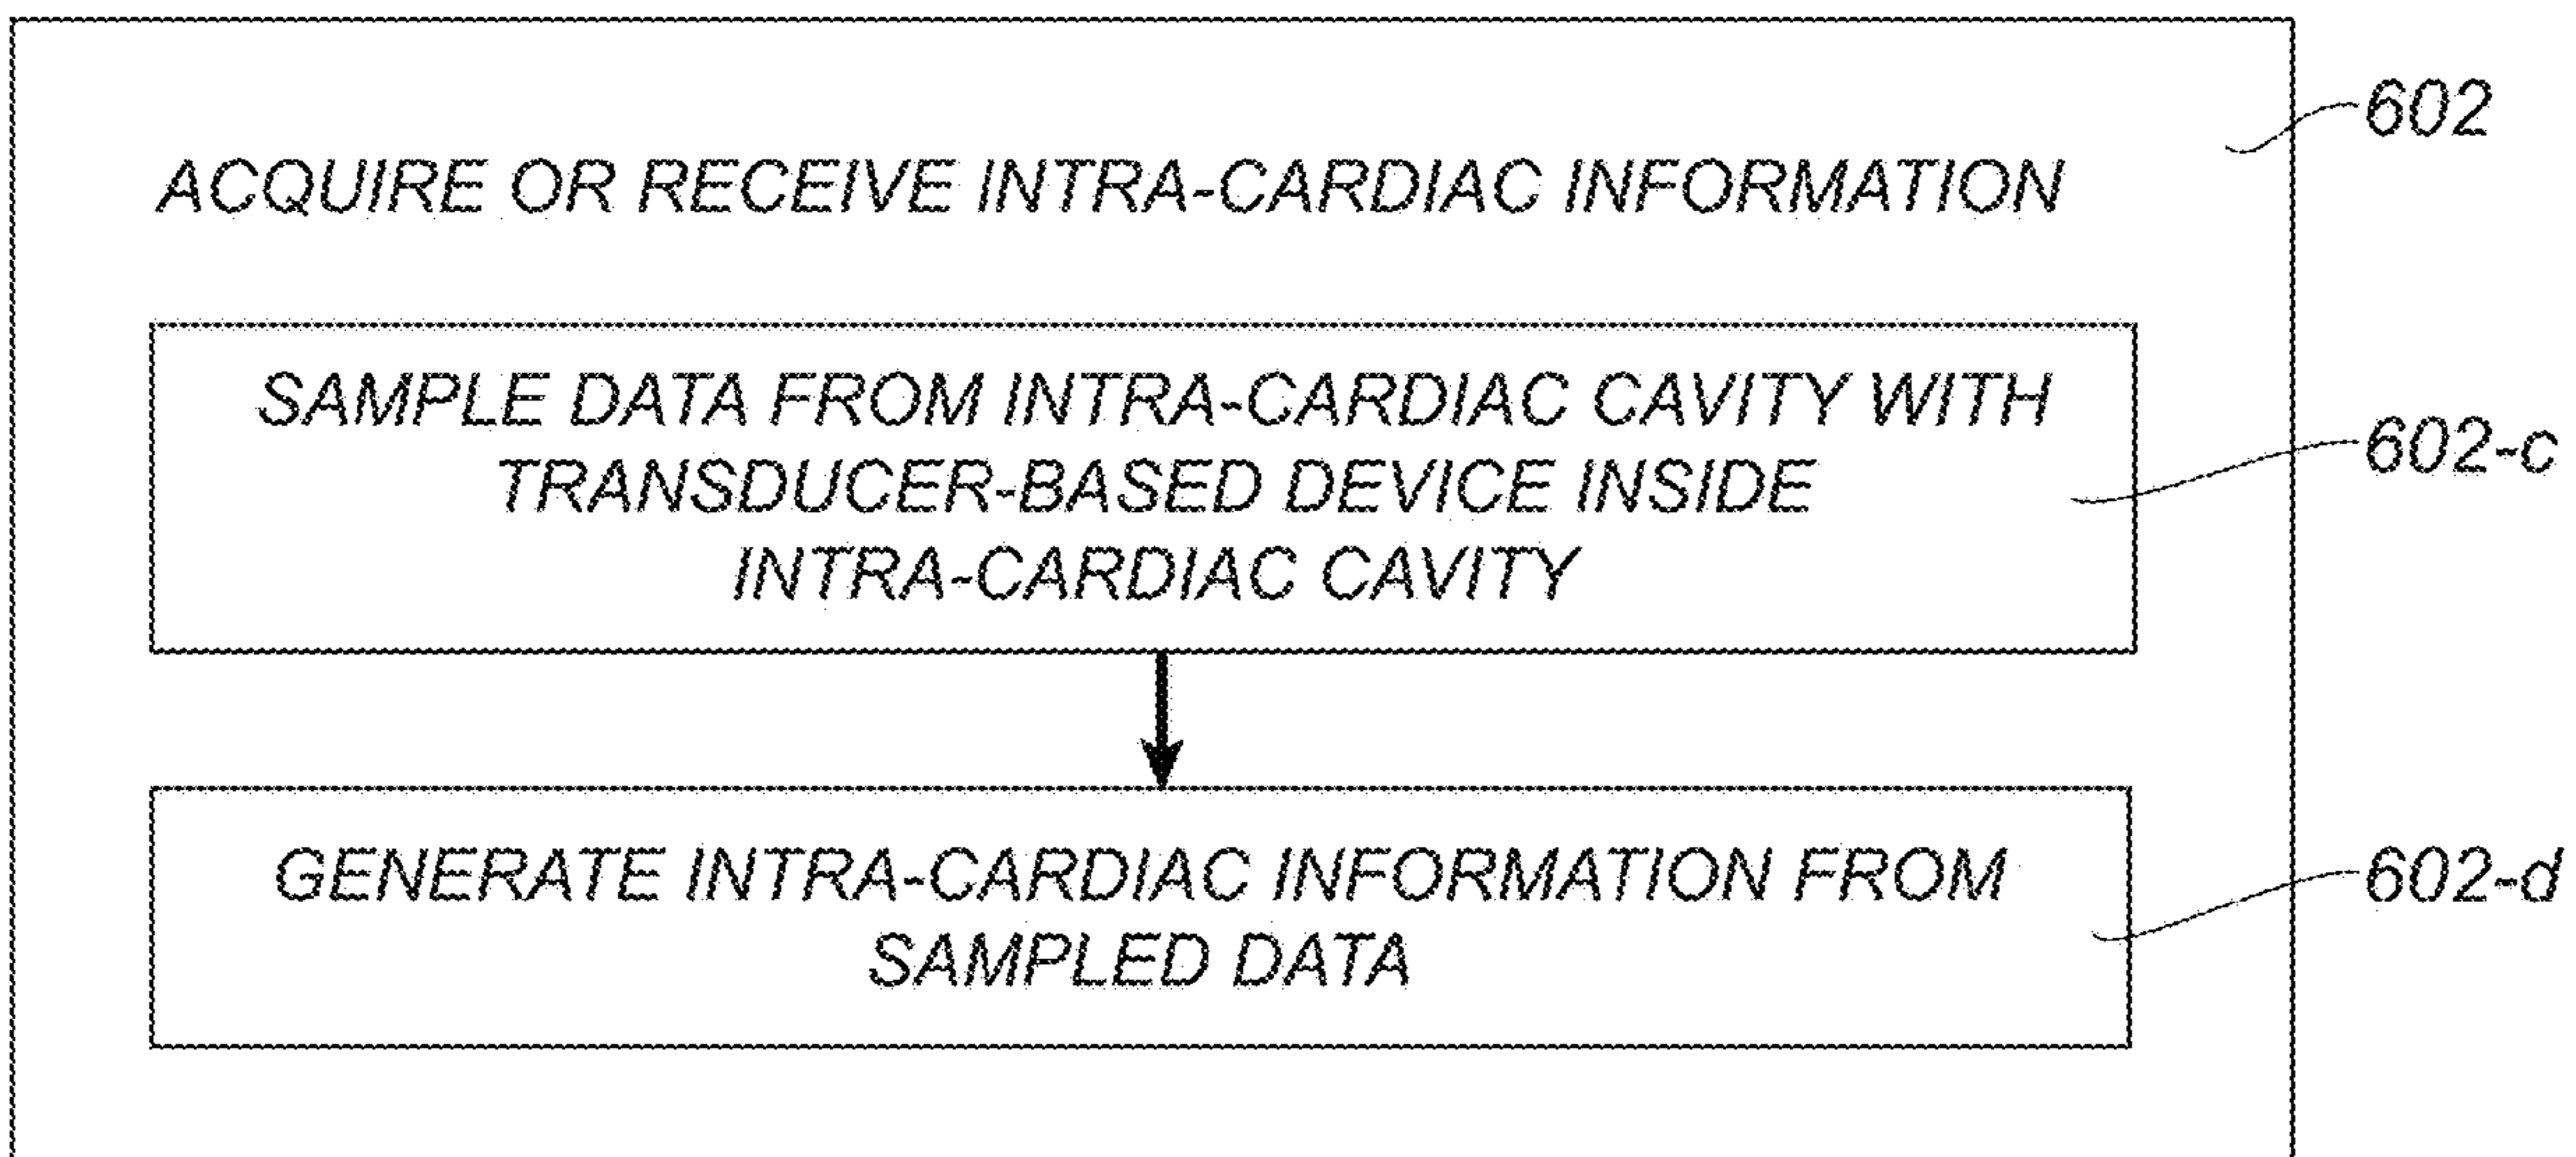 602
ACQUIRE OR RECEIVE INTRA-CARDIAC INFORMATION
SAMPLE DATA FROM INTRA-CARDIAC CAVITY WITH
TRANSDUCER-BASED DEVICE INSIDE
INTRA-CARDIAC CAVITY
602-c
GENERATE INTRA-CARDIAC INFORMATION FROM
SAMPLED DATA
602-d